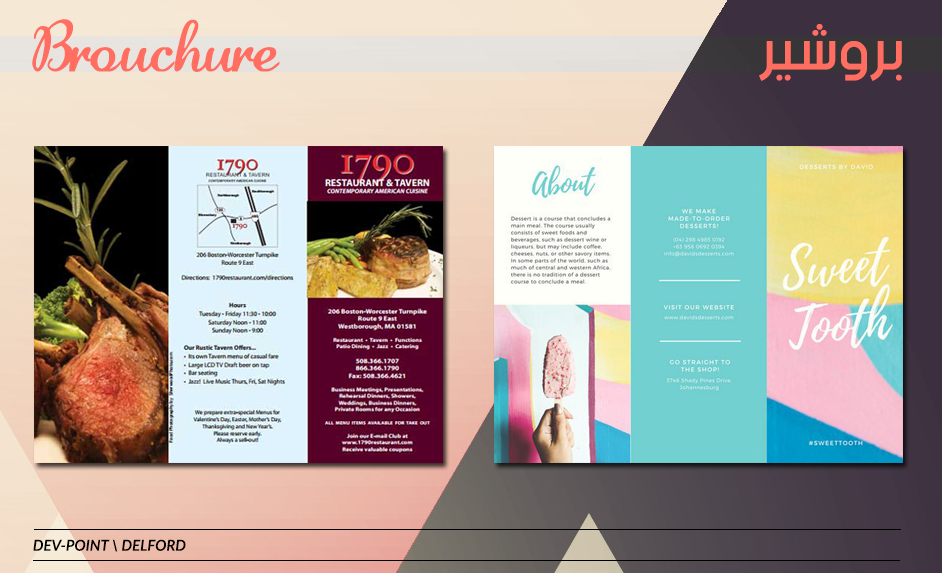 Brouchure
بروشير
1790
RESTAURANT & TAVERN
CONTEMPORARY AMERICAN CUISINE
1790
206 Boston-Worcester Turnpike
Route 9 East
Directions: 1790restaurant.com/directions
Hours
Tuesday - Friday 11:30 - 10:00
Saturday Noon - 11:00
Sunday Noon - 9:00
Our Rustic Tavern Offers...
• Its own Tavern menu of casual fare
• Large LCD TV Draft beer on tap
• Bar seating
• Jazz! Live Music Thurs, Fri, Sat Nights
We prepare extra-special Menus for
Valentine's Day, Easter, Mother's Day,
Thanksgiving and New Year's.
Please reserve early.
Always a sell-out!
1790
RESTAURANT & TAVERN
CONTEMPORARY AMERICAN CUISINE
206 Boston-Worcester Turnpike
Route 9 East
Westborough, MA 01581
Restaurant • Tavern • Functions
Patio Dining • Jazz • Catering
508.366.1707
866.366.1790
Fax: 508.366.4621
Business Meetings, Presentations,
Rehearsal Dinners, Showers,
Weddings, Business Dinners,
Private Rooms for any Occasion
ALL MENU ITEMS AVAILABLE FOR TAKE OUT
Join our E-mail Club at
www.1790restaurant.com
Receive valuable coupons
About
Dessert is a course that concludes a
main meal. The course usually
consists of sweet foods and
beverages, such as dessert wine or
liqueurs, but may include coffee,
cheeses, nuts, or other savory items.
In some parts of the world, such as
much of central and western Africa,
there is no tradition of a dessert
course to conclude a meal.
WE MAKE
MADE-TO-ORDER
DESSERTS!
info@davidsdesserts.com
VISIT OUR WEBSITE
www.davidsdesserts.com
GO STRAIGHT TO
THE SHOP!
Shady Pines Drive
Johannesburg
DESSERTS BY DAVID
Sweet
Tooth
#SWEETTOOTH
DEV-POINT \ DELFORD